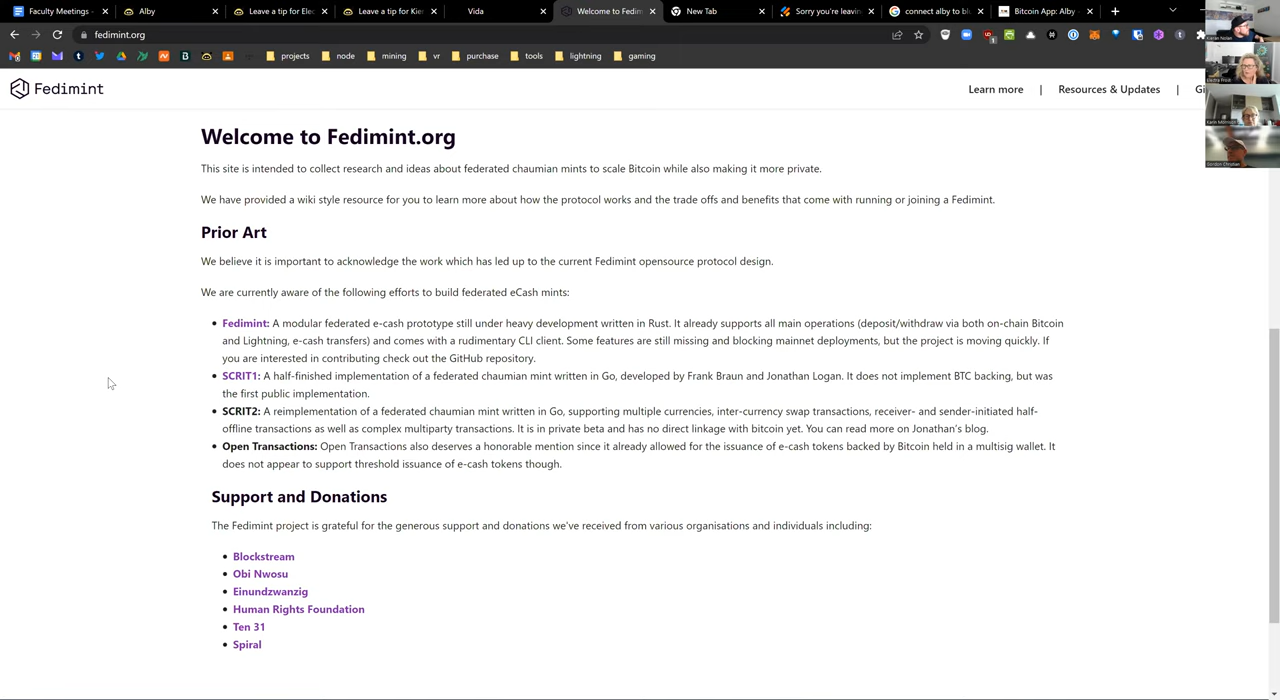 Faculty Meetings -
Alby
Leave a tip for Elec
Leave a tip for Kier
Vida
Welcome to Fedim
New Tab
Sorry you're leavin
connect alby to bl
Bitcoin App: Alby
fedimint.org
projects
node
mining
vr
purchase
tools
lightning
gaming
Fedimint
Learn more | Resources & Updates |
Welcome to Fedimint.org
This site is intended to collect research and ideas about federated chaumian mints to scale Bitcoin while also making it more private.
We have provided a wiki style resource for you to learn more about how the protocol works and the trade offs and benefits that come with running or joining a Fedimint.
Prior Art
We believe it is important to acknowledge the work which has led up to the current Fedimint opensource protocol design.
We are currently aware of the following efforts to build federated eCash mints:
• Fedimint: A modular federated e-cash prototype still under heavy development written in Rust. It already supports all main operations (deposit/withdraw via both on-chain Bitcoin
and Lightning, e-cash transfers) and comes with a rudimentary CLI client. Some features are still missing and blocking mainnet deployments, but the project is moving quickly. If
you are interested in contributing check out the GitHub repository.
• SCRIT1: A half-finished implementation of a federated chaumian mint written in Go, developed by Frank Braun and Jonathan Logan. It does not implement BTC backing, but was
the first public implementation.
• SCRIT2: A reimplementation of a federated chaumian mint written in Go, supporting multiple currencies, inter-currency swap transactions, receiver- and sender-initiated half-
offline transactions as well as complex multiparty transactions. It is in private beta and has no direct linkage with bitcoin yet. You can read more on Jonathan's blog.
• Open Transactions: Open Transactions also deserves a honorable mention since it already allowed for the issuance of e-cash tokens backed by Bitcoin held in a multisig wallet. It
does not appear to support threshold issuance of e-cash tokens though.
Support and Donations
The Fedimint project is grateful for the generous support and donations we've received from various organisations and individuals including:
• Blockstream
• Obi Nwosu
• Einundzwanzig
• Human Rights Foundation
• Ten 31
• Spiral